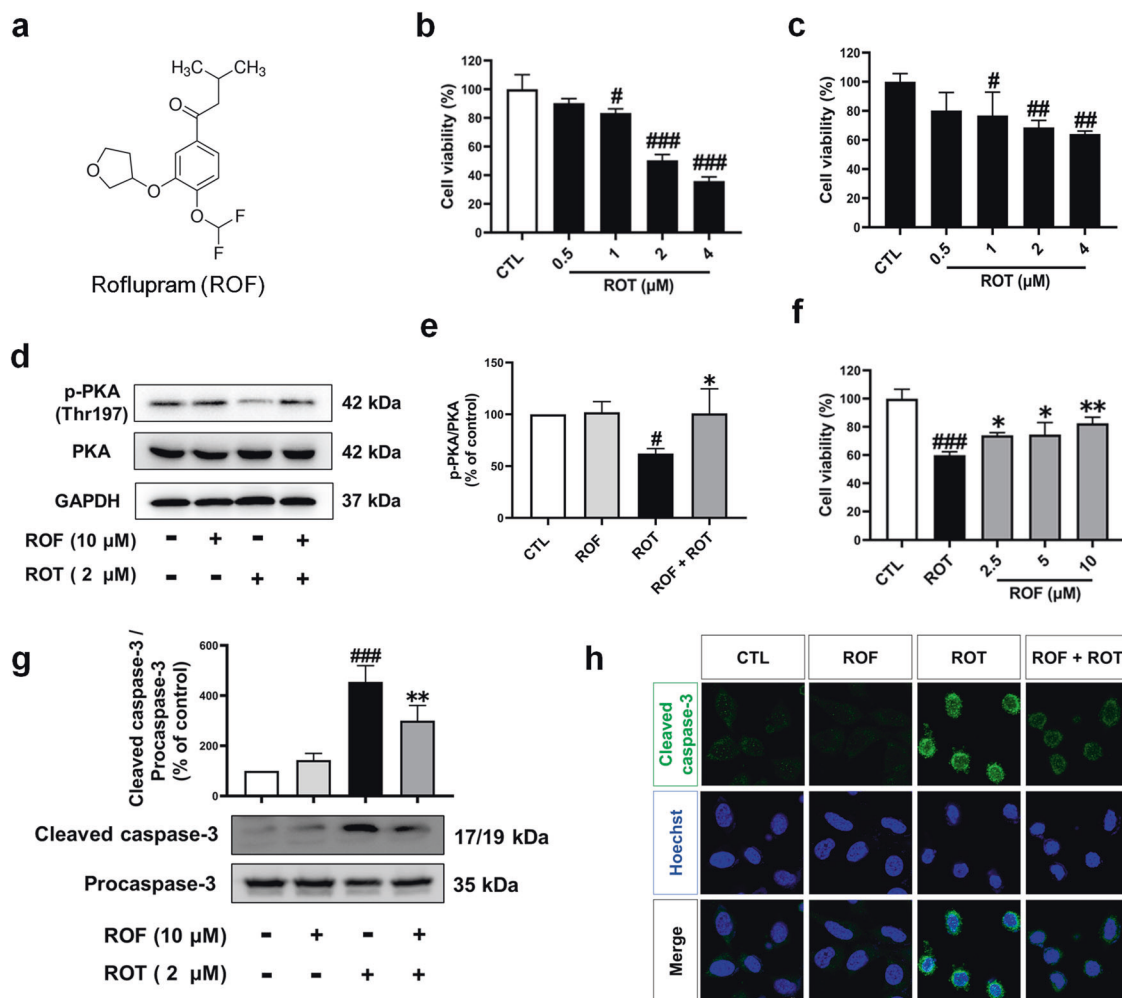 a
H₃C CH₃
O
O
O
O F
F
Roflupram (ROF)
b
Cell viability (%)
120
100
80
60
40
20
0
#
###
###
CTL
0.5
1
2
4
ROT (μM)
c
Cell viability (%)
120
100
80
60
40
20
0
#
##
##
CTL
0.5
1
2
4
ROT (μM)
d
p-PKA
(Thr197)
42 kDa
PKA
42 kDa
GAPDH
37 kDa
ROF (10 μM) - + - +
ROT ( 2 μM) - - + +
e
p-PKA/PKA
(% of control)
150
100
50
0
#
*
CTL
ROF
ROT
ROF + ROT
f
Cell viability (%)
120
100
80
60
40
20
0
###
*
*
**
CTL
ROT
2.5
5
10
ROF (μM)
g
Cleaved caspase-3 /
Procaspase-3
(% of control)
600
400
200
0
###
**
Cleaved caspase-3
17/19 kDa
Procaspase-3
35 kDa
ROF (10 μM) - + - +
ROT ( 2 μM) - - + +
h
CTL ROF ROT ROF + ROT
Cleaved
caspase-3
Hoechst
Merge